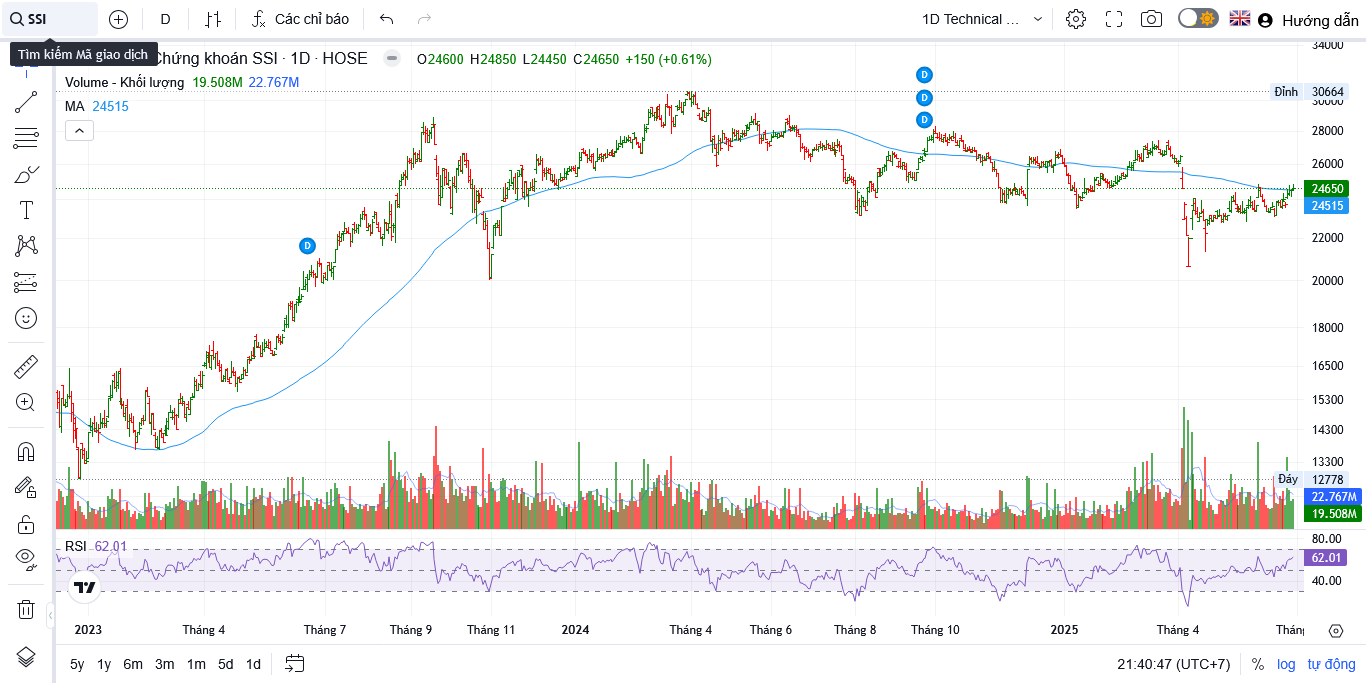 SSI
D
Các chỉ báo
1D Technical ...
Hướng dẫn
Tìm kiếm Mã giao dịch
Chứng khoán SSI · 1D · HOSE
O24600 H24850 L24450 C24650 +150 (+0.61%)
Volume - Khối lượng 19.508M 22.767M
MA 24515
D
D
D
D
34000
Đỉnh 30664
30000
28000
26000
24650
24515
22000
20000
18000
16500
15300
14300
13300
Đáy 12778
22.767M
19.508M
RSI 62.01
80.00
62.01
40.00
2023 Tháng 4 Tháng 7 Tháng 9 Tháng 11 2024 Tháng 4 Tháng 6 Tháng 8 Tháng 10 2025 Tháng 4
5y 1y 6m 3m 1m 5d 1d
21:40:47 (UTC+7) % log tự động